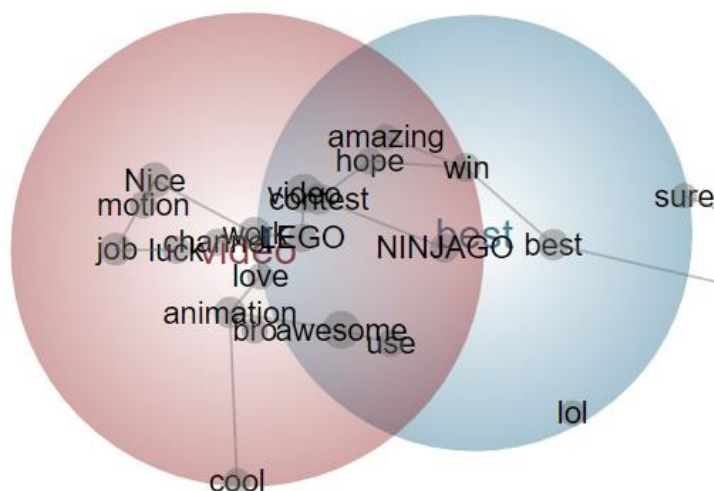 amazing
hope
win
Nice
video
contest
motion
sure
work
best
job
luck
channel
LEGO
NINJAGO
best
video
love
animation
bro
awesome
use
lol
cool